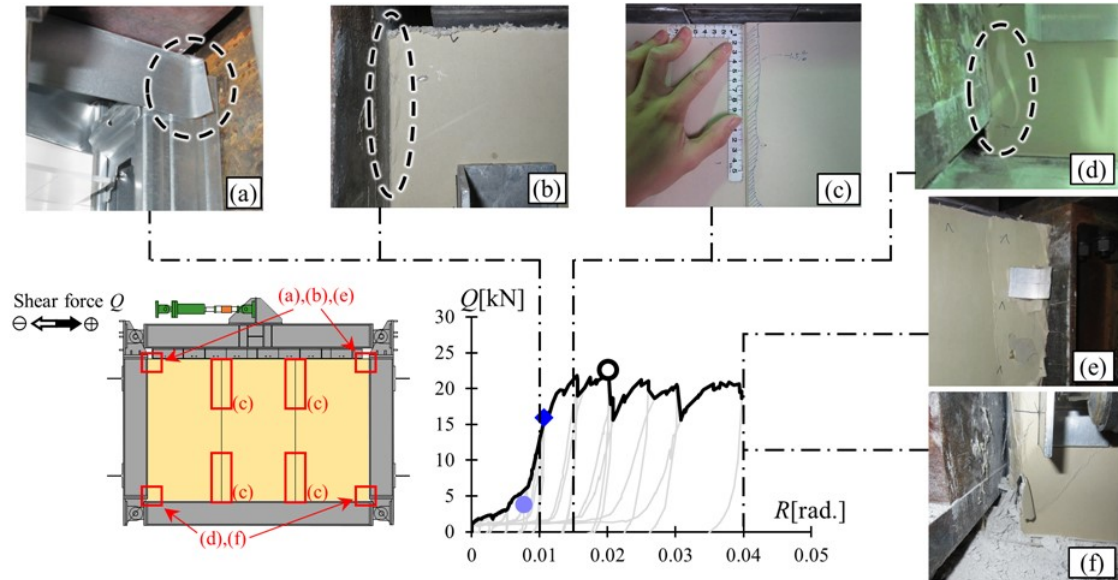 (a)
(b)
(c)
(d)
(e)
(f)
Shear force Q
⊖ ⊕
(a),(b),(e)
(c)
(c)
(c)
(c)
(d),(f)
Q[kN]
30
25
20
15
10
5
0
0
0.01
0.02
0.03
0.04
0.05
R[rad.]